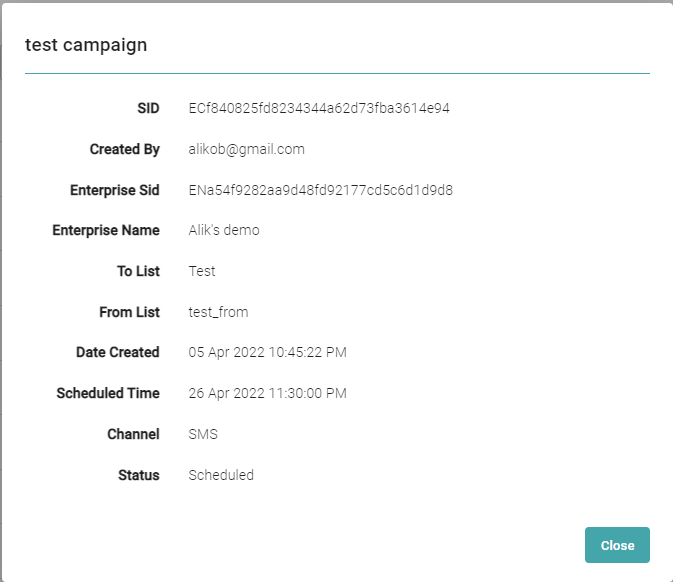 test campaign
SID ECf840825fd8234344a62d73fba3614e94
Created By alikob@gmail.com
Enterprise Sid ENa54f9282aa9d48fd92177cd5c6d1d9d8
Enterprise Name Alik's demo
To List Test
From List test_from
Date Created 05 Apr 2022 10:45:22 PM
Scheduled Time 26 Apr 2022 11:30:00 PM
Channel SMS
Status Scheduled
Close